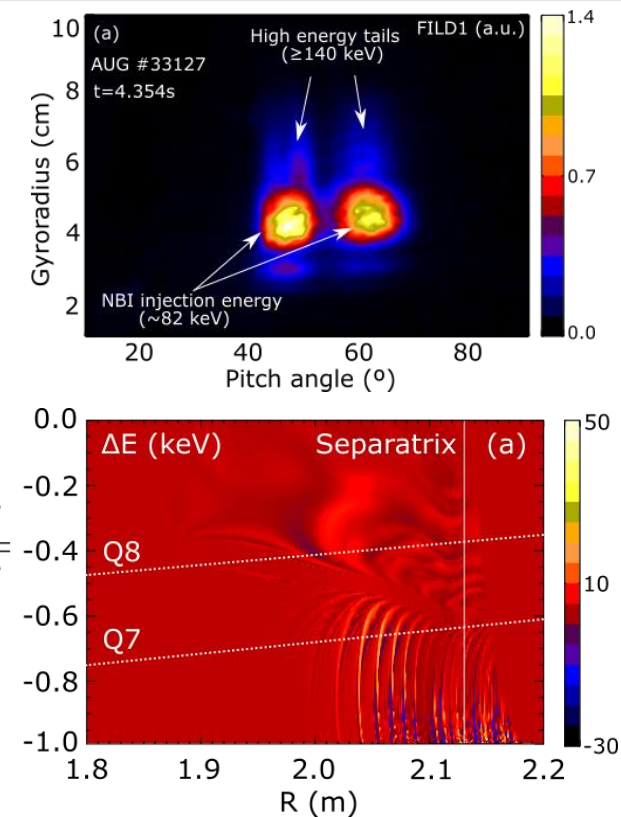 (a)
High energy tails
(≥140 keV)
FILD1 (a.u.)
AUG #33127
t=4.354s
NBI injection energy
(~82 keV)
10
8
6
4
2
Gyroradius (cm)
20 40 60 80
Pitch angle (º)
1.4
0.7
0.0
ΔE (keV)
Separatrix
(a)
Q8
Q7
0.0
-0.2
-0.4
-0.6
-0.8
-1.0
1.8 1.9 2.0 2.1 2.2
R (m)
50
10
-30